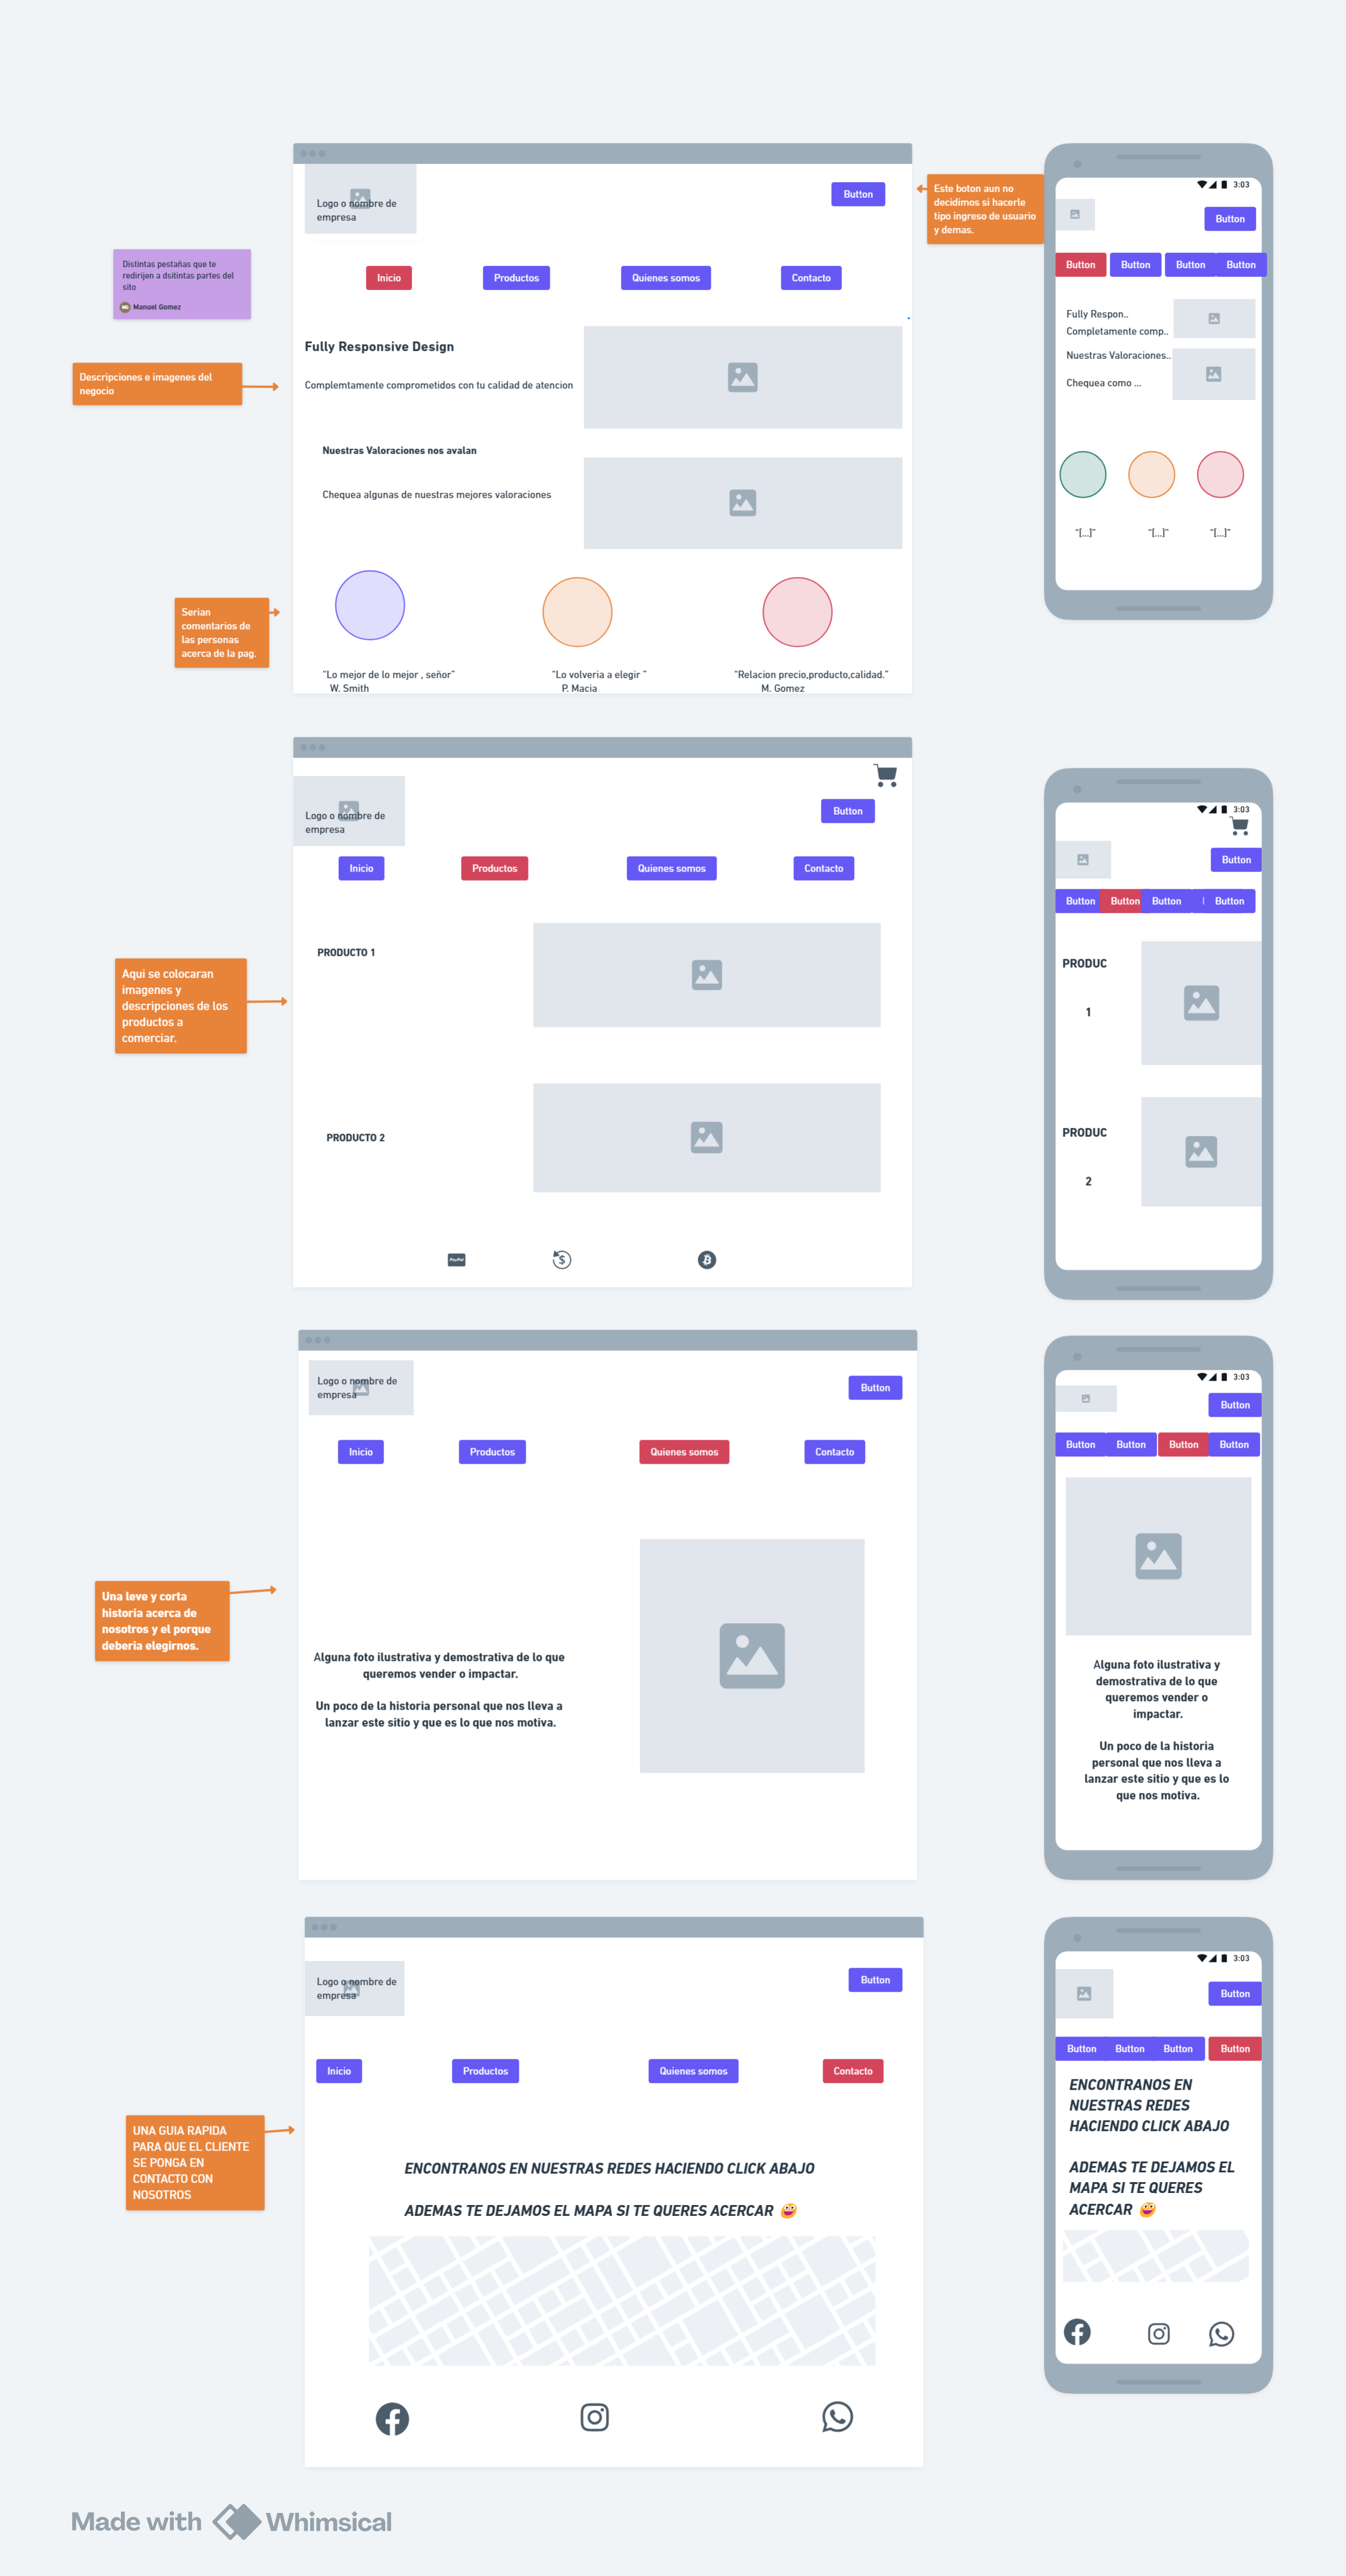 Logo o nombre de
empresa
Button
Este boton aun no
decidimos si hacerle
tipo ingreso de usuario
y demas.
Distintas pestañas que te
redirijen a dsitintas partes del
sito
Manuel Gomez
Inicio
Productos
Quienes somos
Contacto
Descripciones e imagenes del
negocio
Fully Responsive Design
Complemtamente comprometidos con tu calidad de atencion
Nuestras Valoraciones nos avalan
Chequea algunas de nuestras mejores valoraciones
Serian
comentarios de
las personas
acerca de la pag.
"Lo mejor de lo mejor , señor"
W. Smith
"Lo volveria a elegir "
P. Macia
"Relacion precio,producto,calidad."
M. Gomez
3:03
Button
Button
Button
Button
Button
Fully Respon..
Completamente comp..
Nuestras Valoraciones..
Chequea como ...
"[...]"
"[...]"
"[...]"
Logo o nombre de
empresa
Button
Inicio
Productos
Quienes somos
Contacto
Aqui se colocaran
imagenes y
descripciones de los
productos a
comerciar.
PRODUCTO 1
PRODUCTO 2
PayPal
3:03
Button
Button
Button
Button
Button
PRODUC
1
PRODUC
2
Logo o nombre de
empresa
Button
Inicio
Productos
Quienes somos
Contacto
Una leve y corta
historia acerca de
nosotros y el porque
deberia elegirnos.
Alguna foto ilustrativa y demostrativa de lo que
queremos vender o impactar.
Un poco de la historia personal que nos lleva a
lanzar este sitio y que es lo que nos motiva.
3:03
Button
Button
Button
Button
Button
Alguna foto ilustrativa y
demostrativa de lo que
queremos vender o
impactar.
Un poco de la historia
personal que nos lleva a
lanzar este sitio y que es lo
que nos motiva.
Logo o nombre de
empresa
Button
Inicio
Productos
Quienes somos
Contacto
UNA GUIA RAPIDA
PARA QUE EL CLIENTE
SE PONGA EN
CONTACTO CON
NOSOTROS
ENCONTRANOS EN NUESTRAS REDES HACIENDO CLICK ABAJO
ADEMAS TE DEJAMOS EL MAPA SI TE QUERES ACERCAR 🤪
3:03
Button
Button
Button
Button
Button
ENCONTRANOS EN
NUESTRAS REDES
HACIENDO CLICK ABAJO
ADEMAS TE DEJAMOS EL
MAPA SI TE QUERES
ACERCAR 🤪
Made with Whimsical